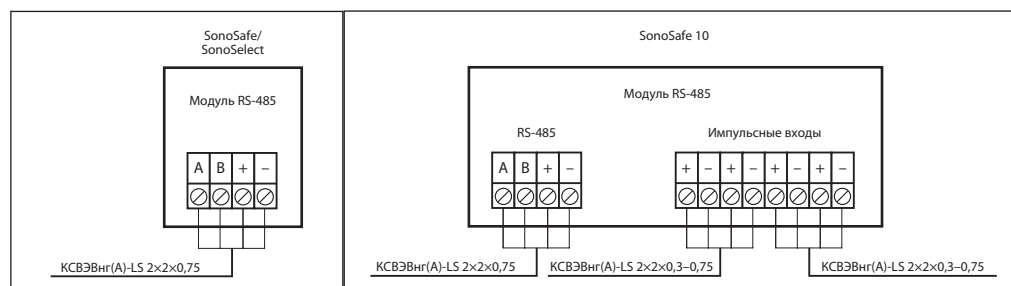 SonoSafe/
SonoSelect
Модуль RS-485
A B + –
КСВЭВнг(А)-LS 2×2×0,75
SonoSafe 10
Модуль RS-485
RS-485
Импульсные входы
A B + –
+ – + – + – + –
КСВЭВнг(А)-LS 2×2×0,75
КСВЭВнг(А)-LS 2×2×0,3–0,75
КСВЭВнг(А)-LS 2×2×0,3–0,75